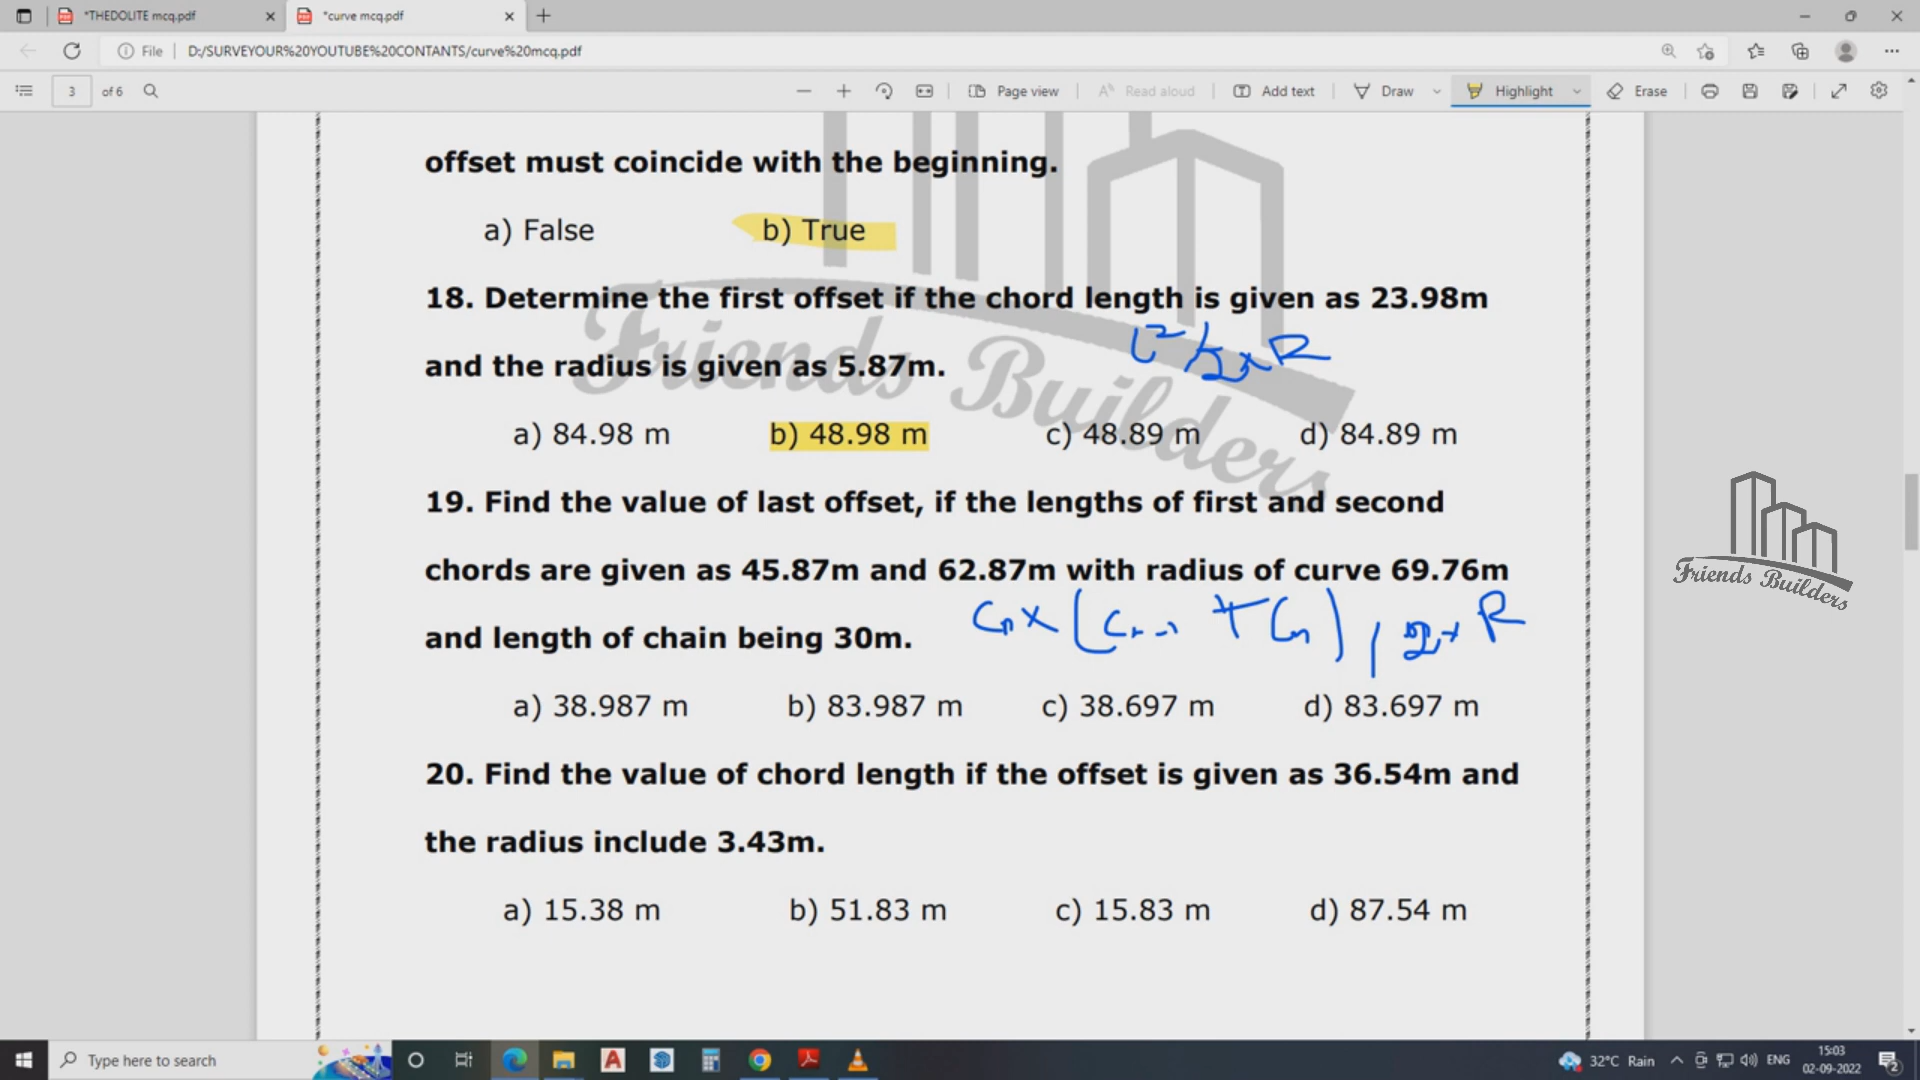 *THEDOLITE mcq.pdf
*curve mcq.pdf
File
D:/SURVEYOUR%20YOUTUBE%20CONTANTS/curve%20mcq.pdf
3 of 6
Page view
Read aloud
Add text
Draw
Highlight
Erase
offset must coincide with the beginning.
a) False b) True
18. Determine the first offset if the chord length is given as 23.98m
and the radius is given as 5.87m.
a) 84.98 m b) 48.98 m c) 48.89 m d) 84.89 m
19. Find the value of last offset, if the lengths of first and second
chords are given as 45.87m and 62.87m with radius of curve 69.76m
and length of chain being 30m.
a) 38.987 m b) 83.987 m c) 38.697 m d) 83.697 m
20. Find the value of chord length if the offset is given as 36.54m and
the radius include 3.43m.
a) 15.38 m b) 51.83 m c) 15.83 m d) 87.54 m
Friends Builders
Friends Builders
Type here to search
32°C Rain
ENG
15:03
02-09-2022
2